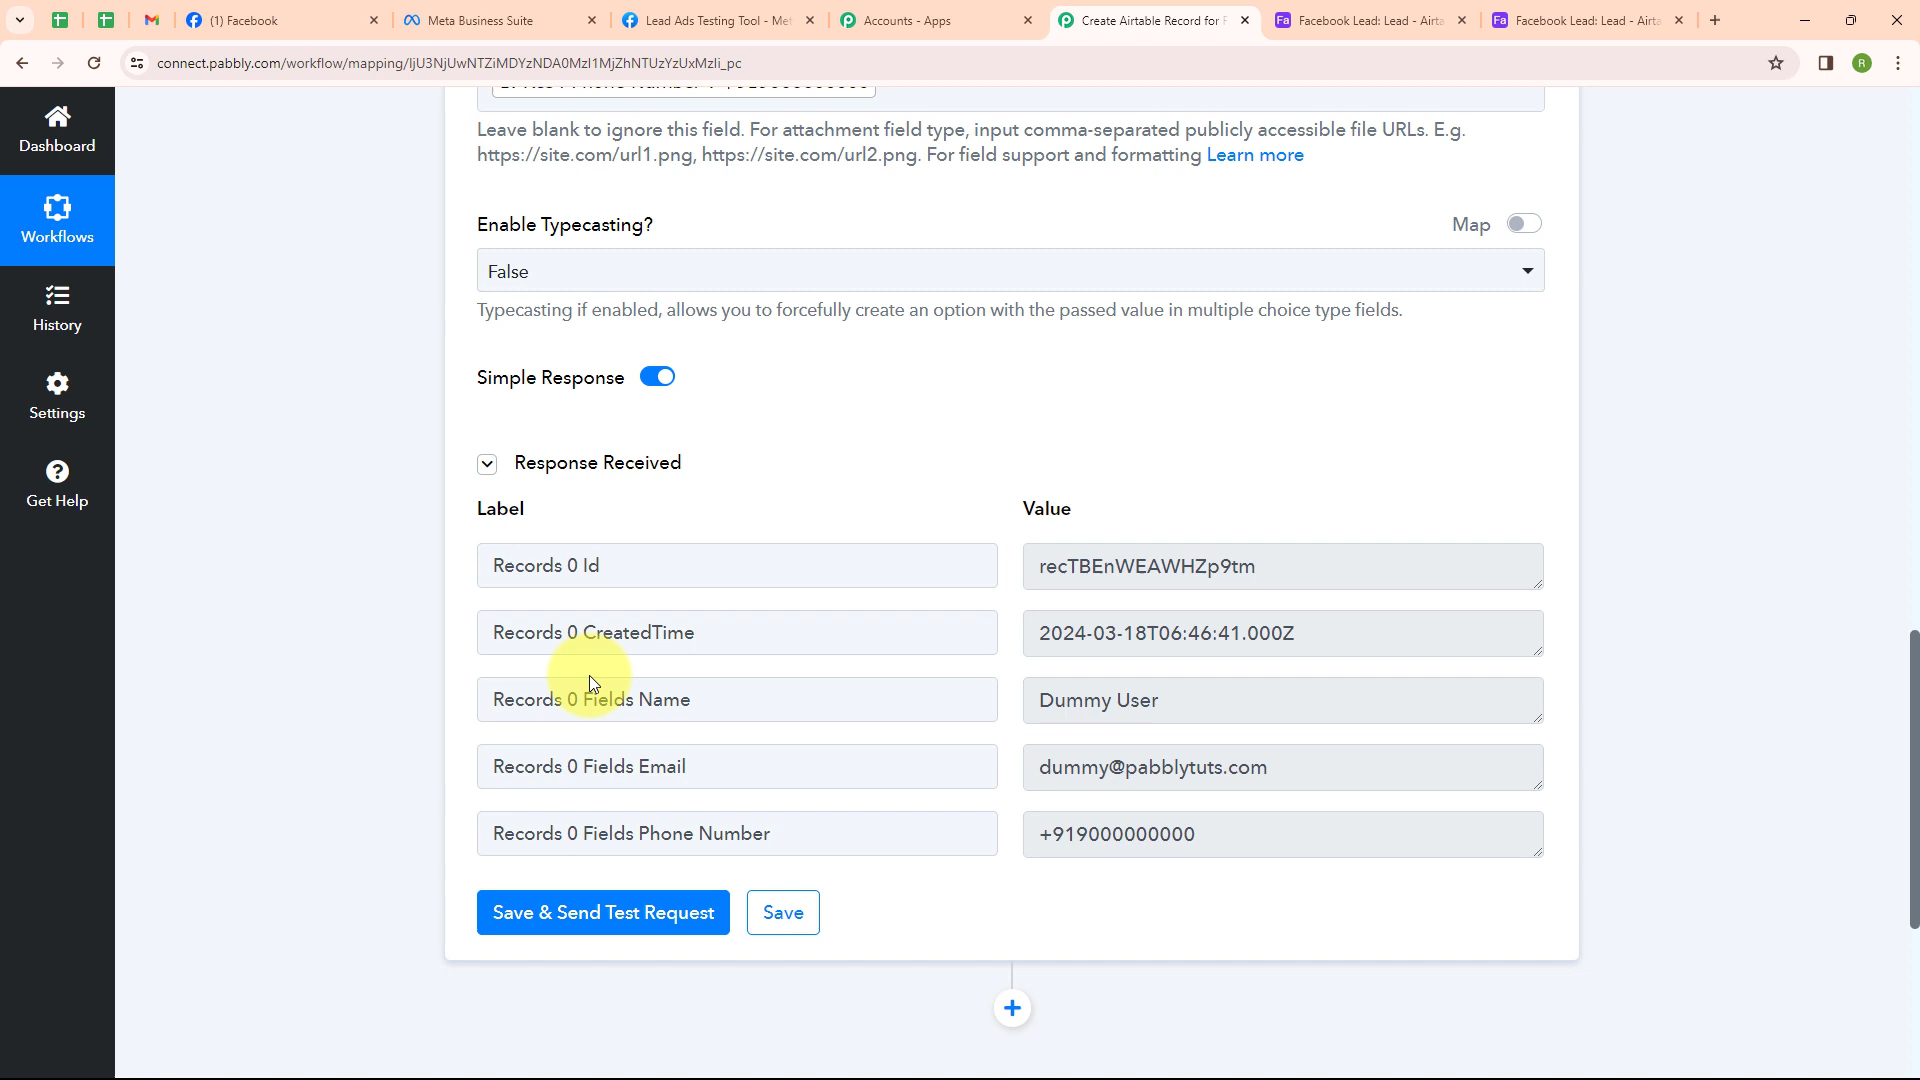 (1) Facebook
Meta Business Suite
Lead Ads Testing Tool - Met
Accounts - Apps
Create Airtable Record for F
Facebook Lead: Lead - Airta
Facebook Lead: Lead - Airta
connect.pabbly.com/workflow/mapping/IjU3NjUwNTZiMDYzNDA0MzI1MjZhNTUzYzUxMzIi_pc
R
Dashboard
Workflows
History
Settings
Get Help
Leave blank to ignore this field. For attachment field type, input comma-separated publicly accessible file URLs. E.g.
https://site.com/url1.png, https://site.com/url2.png. For field support and formatting Learn more
Enable Typecasting?
Map
False
Typecasting if enabled, allows you to forcefully create an option with the passed value in multiple choice type fields.
Simple Response
Response Received
Label
Value
Records 0 Id
recTBEnWEAWHZp9tm
Records 0 CreatedTime
2024-03-18T06:46:41.000Z
Records 0 Fields Name
Dummy User
Records 0 Fields Email
dummy@pabblytuts.com
Records 0 Fields Phone Number
+919000000000
Save & Send Test Request
Save